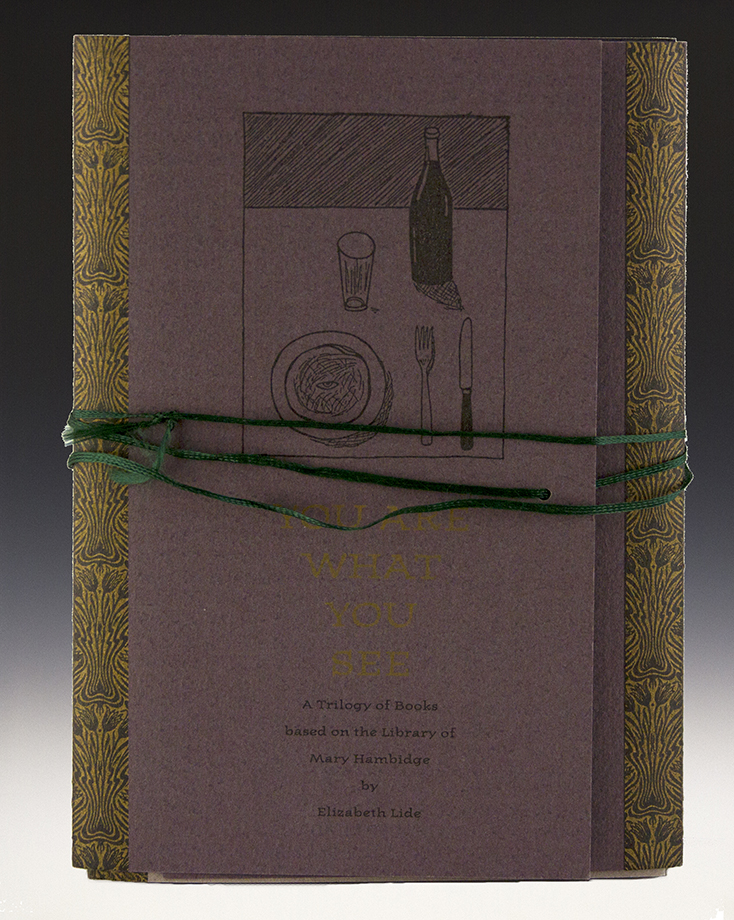 YOU ARE
WHAT
YOU
SEE
A Trilogy of Books
based on the Library of
Mary Hambidge
by
Elizabeth Lide